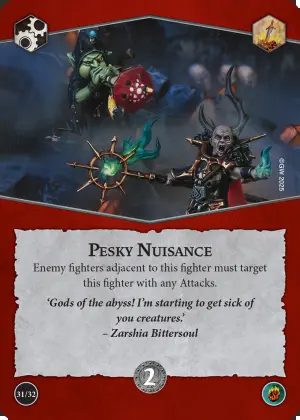 ©GW 2025
PESKY NUISANCE
Enemy fighters adjacent to this fighter must target
this fighter with any Attacks.
‘Gods of the abyss! I’m starting to get sick of
you creatures.’
– Zarshia Bittersoul
2
31/32